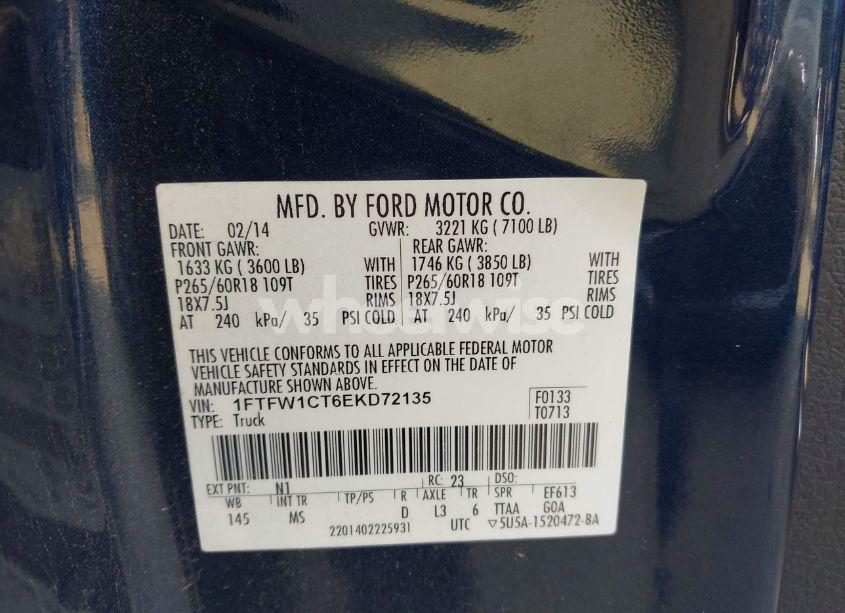 MFD. BY FORD MOTOR CO.
DATE: 02/14 GVWR: 3221 KG ( 7100 LB)
FRONT GAWR: REAR GAWR:
1633 KG ( 3600 LB) WITH 1746 KG ( 3850 LB) WITH
P265/60R18 109T TIRES P265/60R18 109T TIRES
18X7.5J RIMS 18X7.5J RIMS
AT 240 kPa/ 35 PSI COLD AT 240 kPa/ 35 PSI COLD
wheelwise
THIS VEHICLE CONFORMS TO ALL APPLICABLE FEDERAL MOTOR
VEHICLE SAFETY STANDARDS IN EFFECT ON THE DATE OF
MANUFACTURE SHOWN ABOVE.
VIN: 1FTFW1CT6EKD72135 F0133
TYPE: Truck T0713
EXT PNT: N1 RC: 23 DSO:
WB INT TR TP/PS R AXLE TR SPR EF613
145 MS D L3 6 TTAA GOA
2201402225931 UTC ▽5U5A-1520472-BA